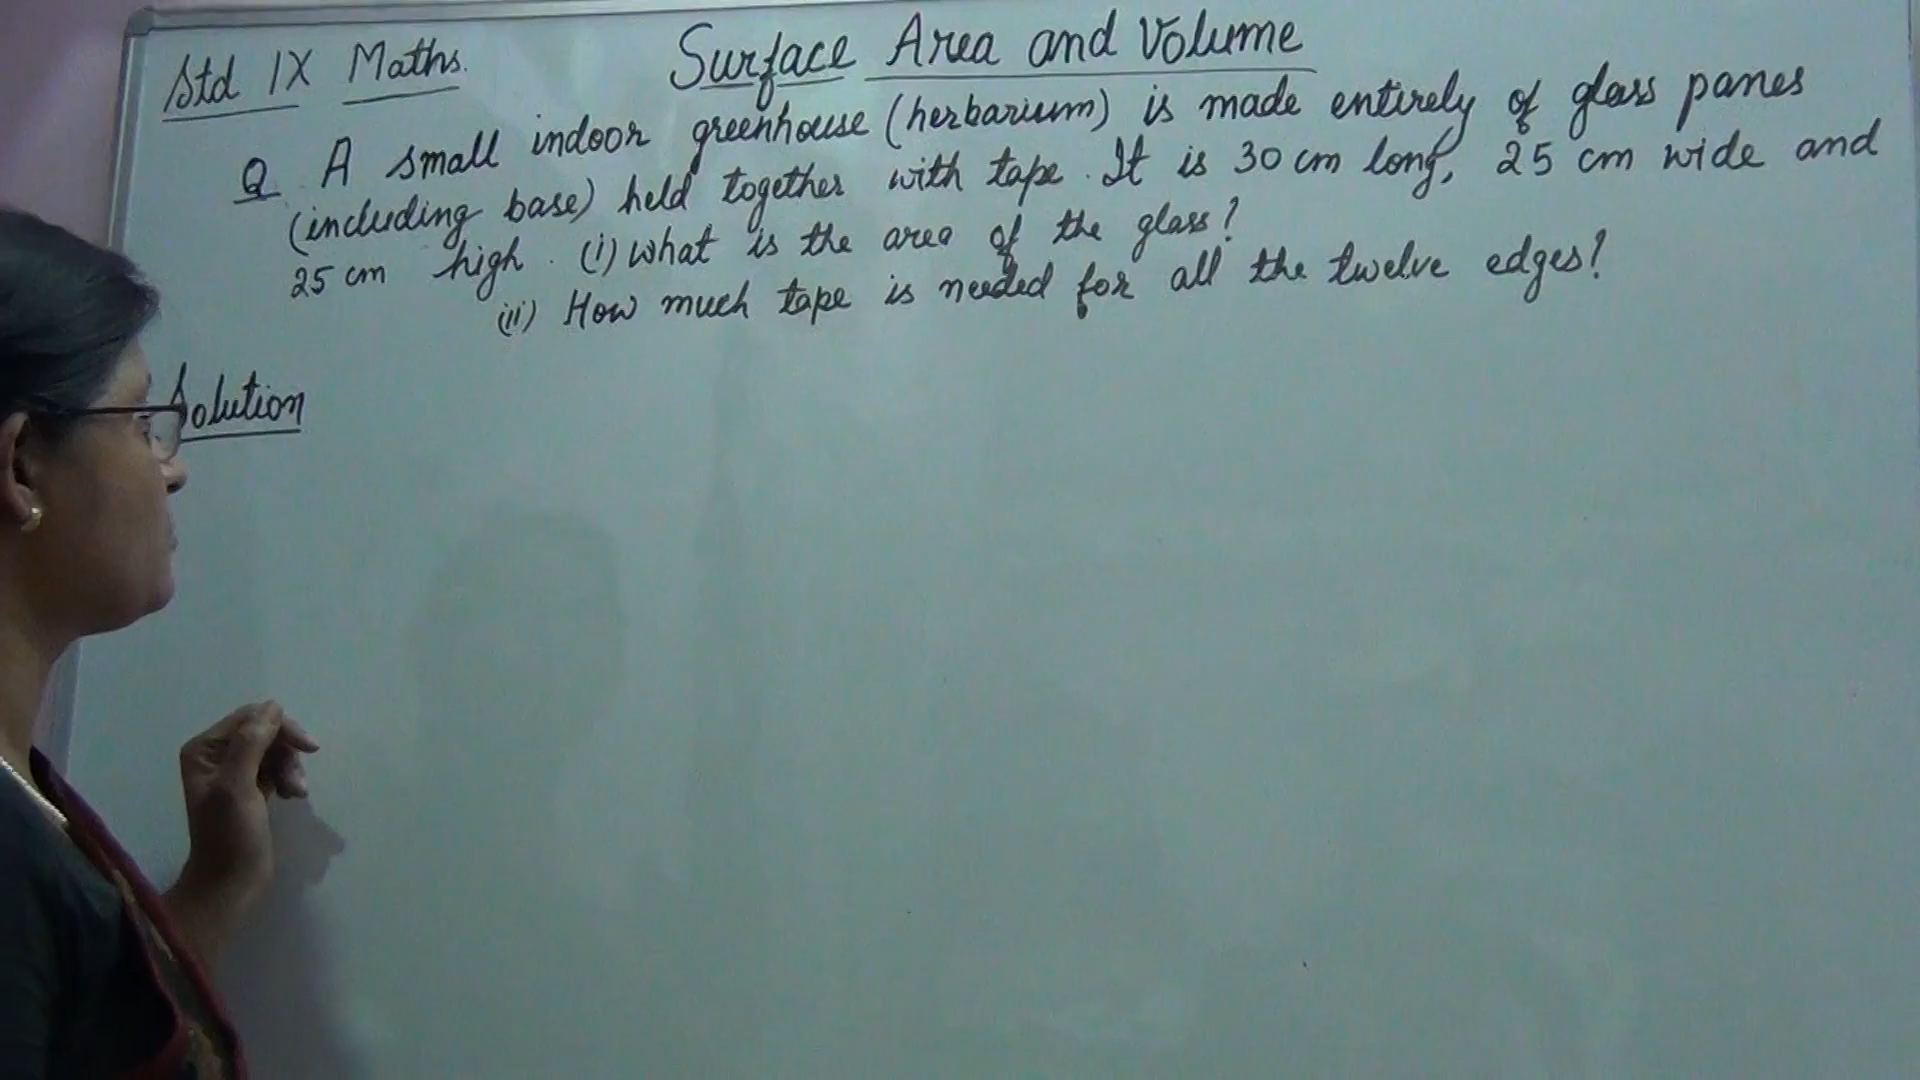 Std IX Maths. Surface Area and Volume
Q. A small indoor greenhouse (herbarium) is made entirely of glass panes
(including base) held together with tape. It is 30 cm long, 25 cm wide and
25 cm high. (i) What is the area of the glass?
(ii) How much tape is needed for all the twelve edges?
Solution